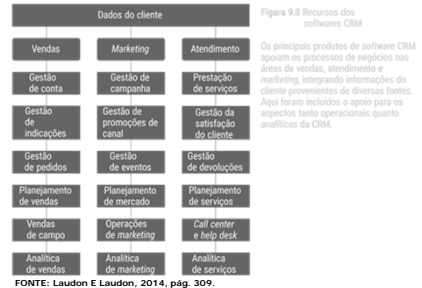 Dados do cliente
Vendas
Marketing
Atendimento
Gestão
de conta
Gestão de
campanha
Prestação
de serviços
Gestão
de
indicações
Gestão de
promoções de
canal
Gestão da
satisfação
do cliente
Gestão
de pedidos
Gestão
de eventos
Gestão
de devoluções
Planejamento
de vendas
Planejamento
de mercado
Planejamento
de serviços
Vendas
de campo
Operações
de marketing
Call center
e help desk
Analítica
de vendas
Analítica
de marketing
Analítica
de serviços
Figura 9.8 Recursos dos
softwares CRM
Os principais produtos de software CRM
apoiam os processos de negócios nas
áreas de vendas, atendimento e
marketing, integrando informações do
cliente provenientes de diversas fontes.
Aqui foram incluídos o apoio para os
aspectos tanto operacionais quanto
analíticas da CRM.
FONTE: Laudon E Laudon, 2014, pág. 309.